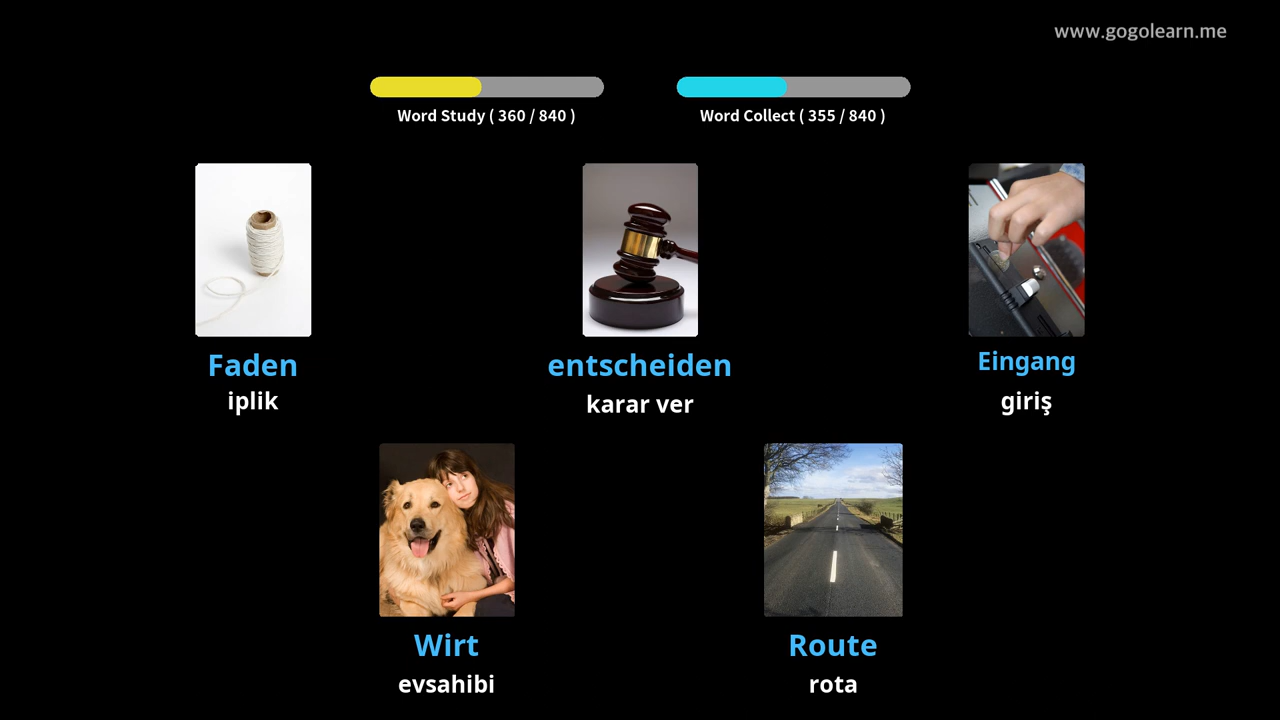 www.gogolearn.me
Word Study ( 360 / 840 )
Word Collect ( 355 / 840 )
Faden
iplik
entscheiden
karar ver
Eingang
giriş
Wirt
evsahibi
Route
rota